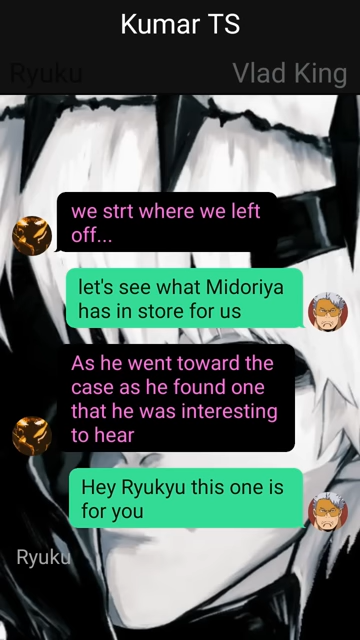 Kumar TS
Ryuku
Vlad King
we strt where we left
off...
let's see what Midoriya
has in store for us
As he went toward the
case as he found one
that he was interesting
to hear
Hey Ryukyu this one is
for you
Ryuku